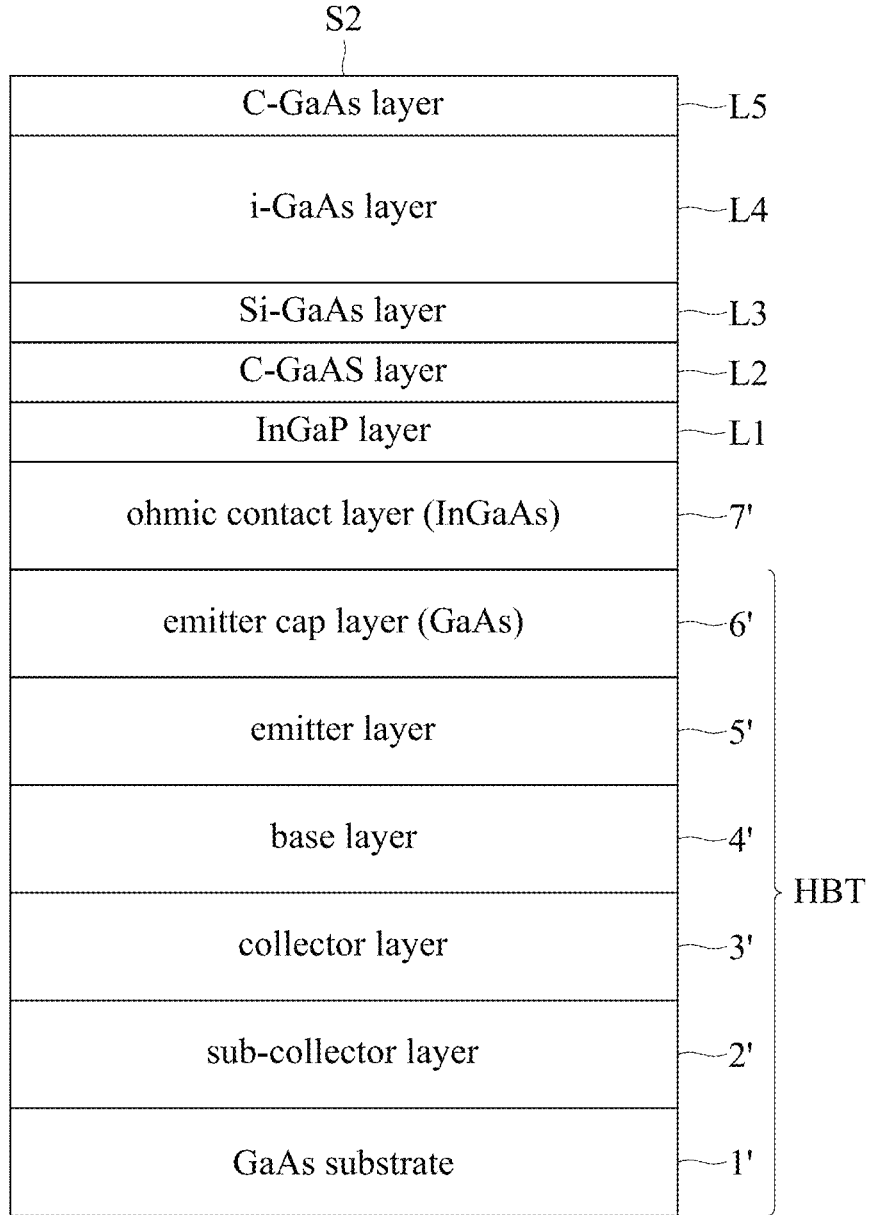 S2
C-GaAs layer L5
i-GaAs layer L4
Si-GaAs layer L3
C-GaAS layer L2
InGaP layer L1
ohmic contact layer (InGaAs) 7'
emitter cap layer (GaAs) 6'
emitter layer 5'
base layer 4'
HBT
collector layer 3'
sub-collector layer 2'
GaAs substrate 1'